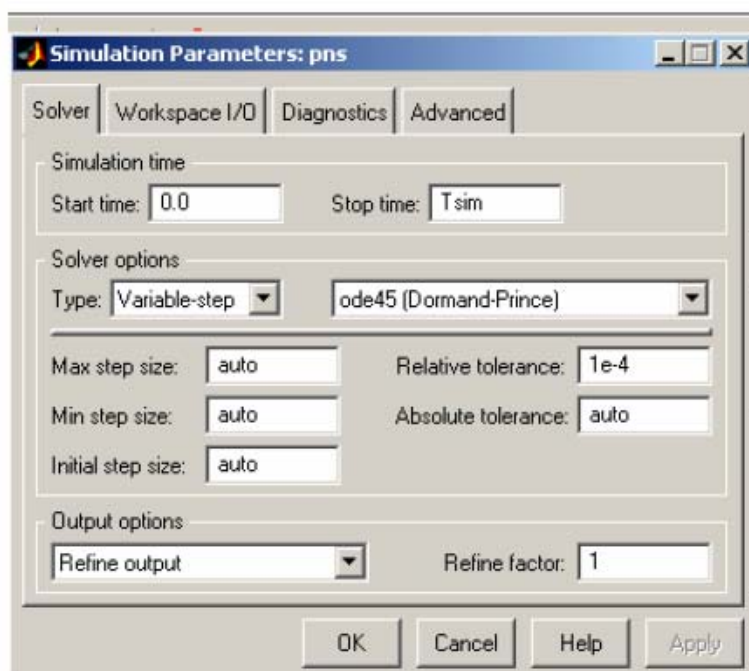 Simulation Parameters: pns
Solver Workspace I/O Diagnostics Advanced
Simulation time
Start time: 0.0 Stop time: Tsim
Solver options
Type: Variable-step ode45 (Dormand-Prince)
Max step size: auto Relative tolerance: 1e-4
Min step size: auto Absolute tolerance: auto
Initial step size: auto
Output options
Refine output Refine factor: 1
OK Cancel Help Apply